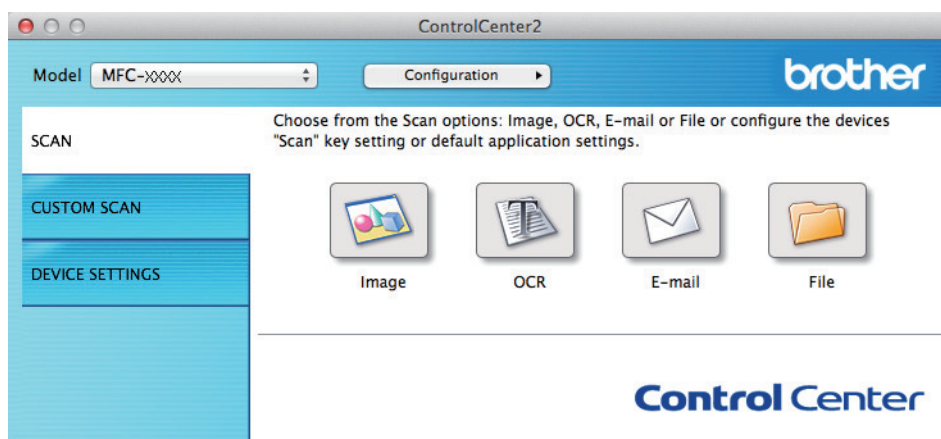 ControlCenter2
Model MFC-XXXX Configuration
brother
SCAN
CUSTOM SCAN
DEVICE SETTINGS
Choose from the Scan options: Image, OCR, E-mail or File or configure the devices
"Scan" key setting or default application settings.
Image OCR E-mail File
Control Center